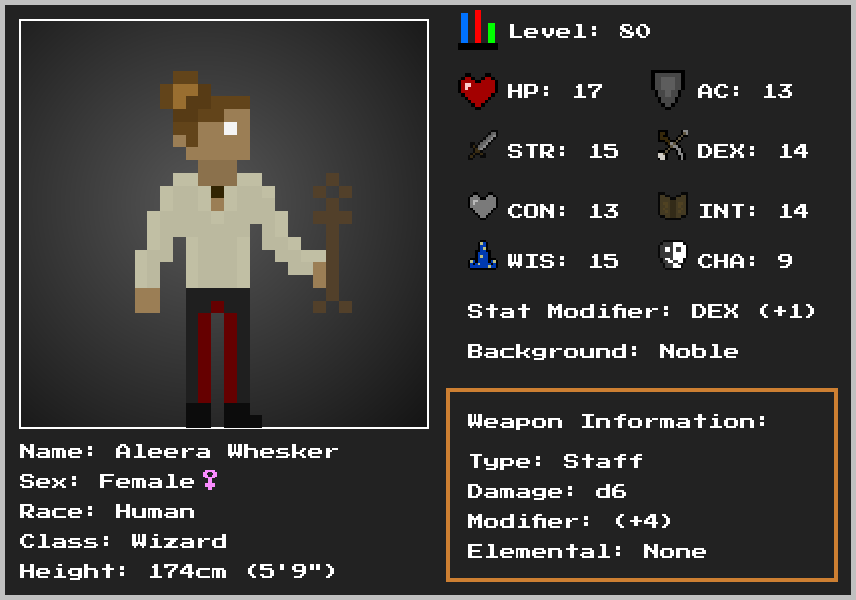 Level: 80
HP: 17
AC: 13
STR: 15
DEX: 14
CON: 13
INT: 14
WIS: 15
CHA: 9
Stat Modifier: DEX (+1)
Background: Noble
Weapon Information:
Type: Staff
Damage: d6
Modifier: (+4)
Elemental: None
Name: Aleera Whesker
Sex: Female♀
Race: Human
Class: Wizard
Height: 174cm (5'9")